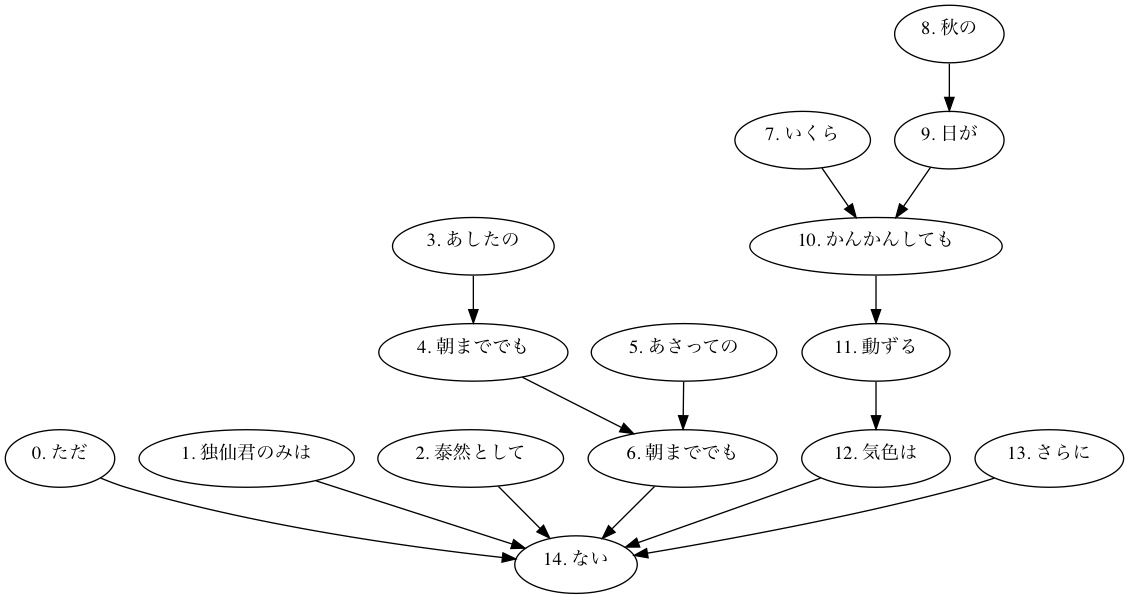 8. 秋の
7. いくら
9. 日が
3. あしたの
10. かんかんしても
4. 朝まででも
5. あさっての
11. 動ずる
0. ただ
1. 独仙君のみは
2. 泰然として
6. 朝まででも
12. 気色は
13. さらに
14. ない